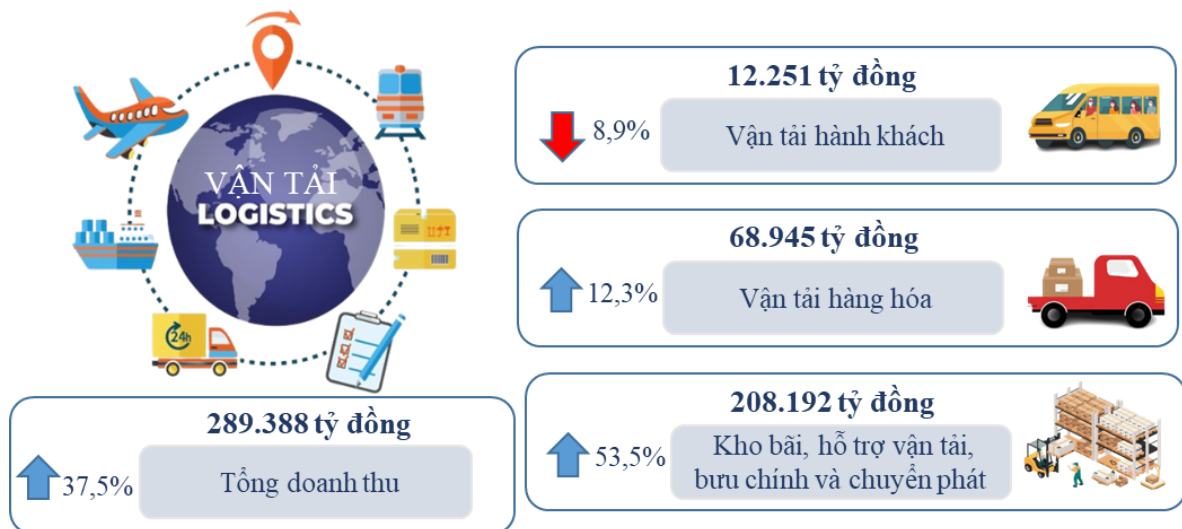 VẬN TẢI
LOGISTICS
24h
289.388 tỷ đồng
37,5%
Tổng doanh thu
12.251 tỷ đồng
8,9%
Vận tải hành khách
68.945 tỷ đồng
12,3%
Vận tải hàng hóa
208.192 tỷ đồng
53,5%
Kho bãi, hỗ trợ vận tải,
bưu chính và chuyển phát